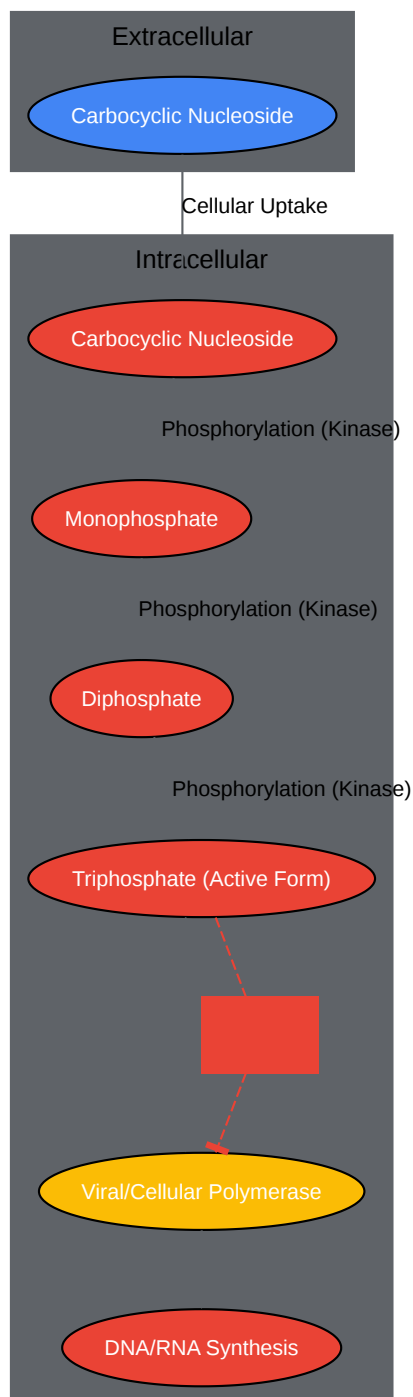 Extracellular
Carbocyclic Nucleoside
Cellular Uptake
Intracellular
Carbocyclic Nucleoside
Phosphorylation (Kinase)
Monophosphate
Phosphorylation (Kinase)
Diphosphate
Phosphorylation (Kinase)
Triphosphate (Active Form)
Viral/Cellular Polymerase
DNA/RNA Synthesis